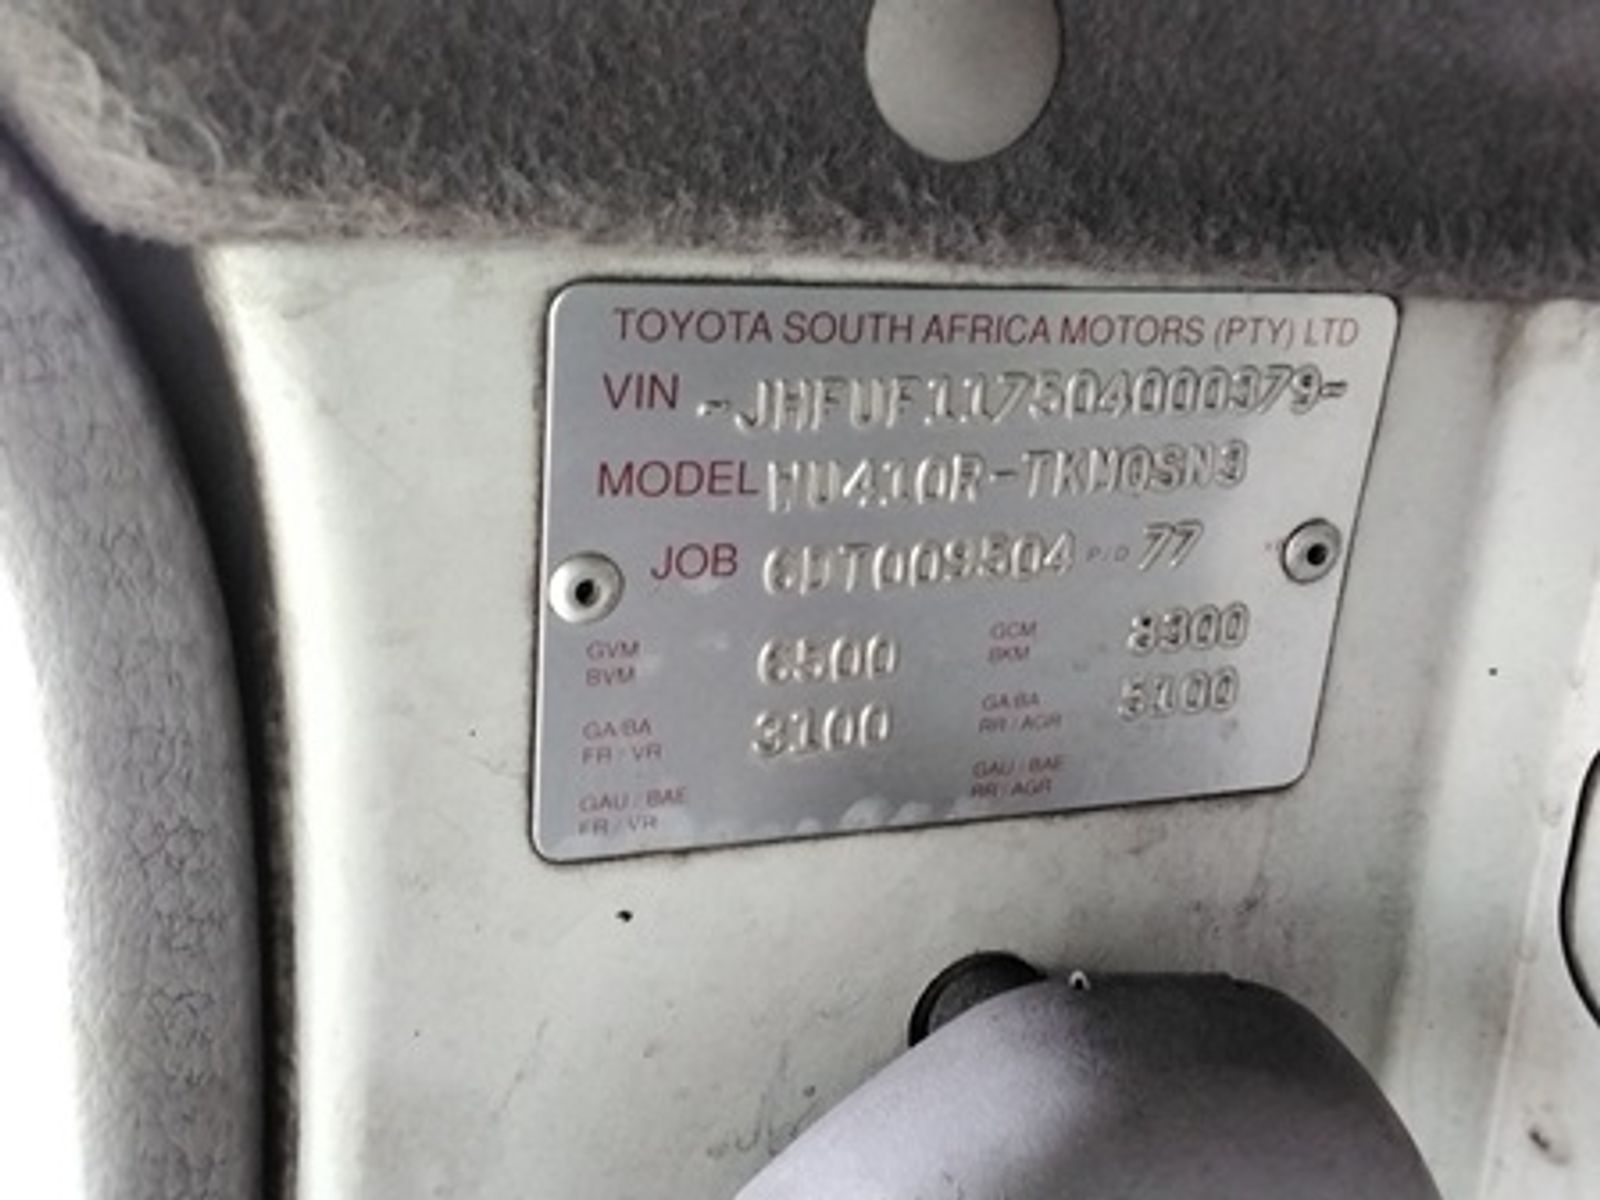 TOYOTA SOUTH AFRICA MOTORS (PTY) LTD
VIN -JHFUF117504000379-
MODEL WU410R-TKMQSN3
JOB 6DT009504 P/D 77
GVM BVM 6500 GCM BKM 8300
GA/BA FR / VR 3100 GA/BA RR / AGR 5100
GAU / BAE FR / VR GAU / BAE RR / AGR